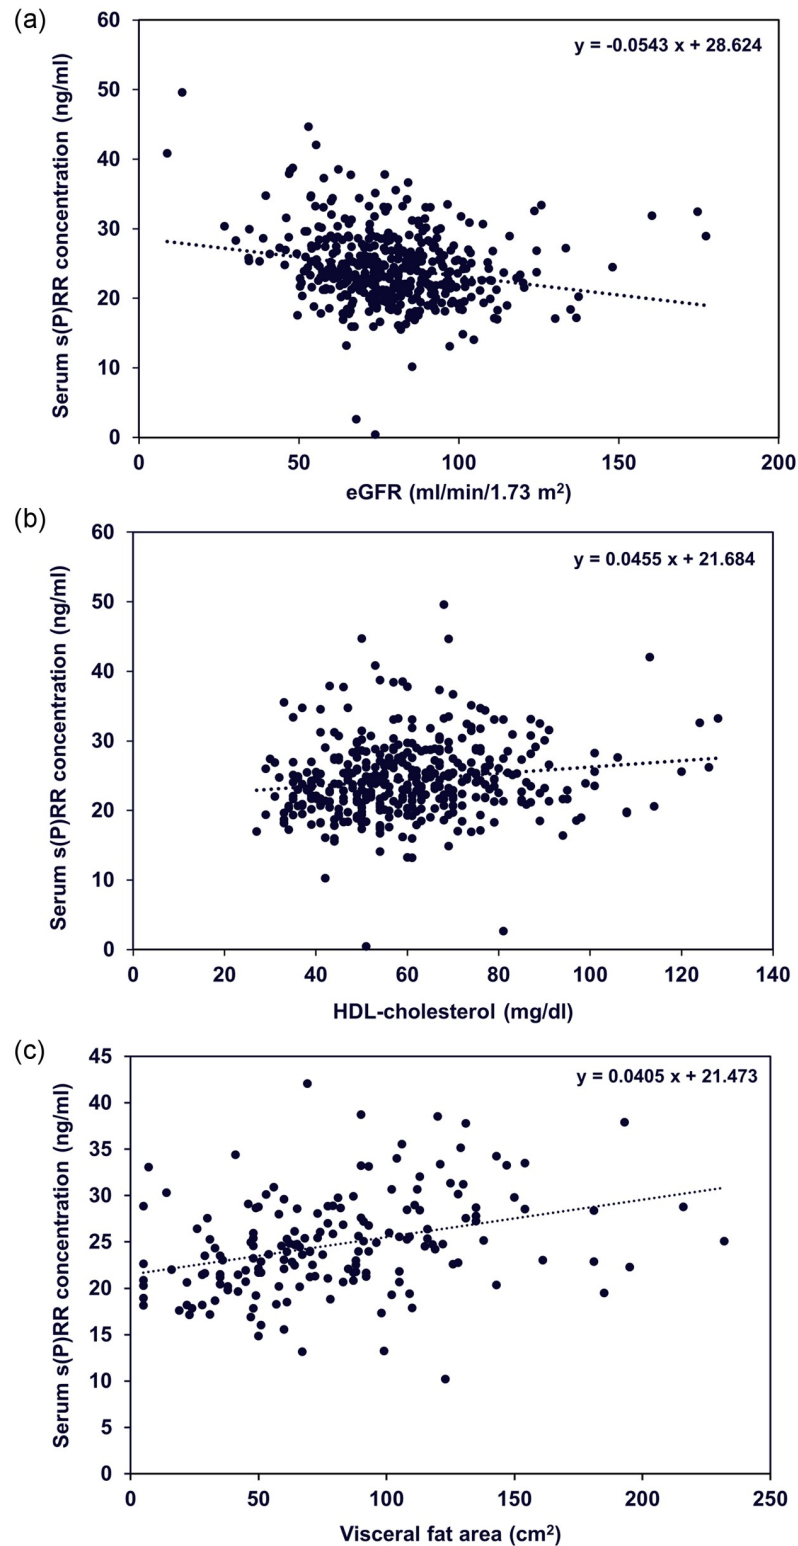 (a)
y = -0.0543 x + 28.624
Serum s(P)RR concentration (ng/ml)
60
50
40
30
20
10
0
0 50 100 150 200
eGFR (ml/min/1.73 m²)
(b)
y = 0.0455 x + 21.684
Serum s(P)RR concentration (ng/ml)
60
50
40
30
20
10
0
0 20 40 60 80 100 120 140
HDL-cholesterol (mg/dl)
(c)
y = 0.0405 x + 21.473
Serum s(P)RR concentration (ng/ml)
45
40
35
30
25
20
15
10
5
0
0 50 100 150 200 250
Visceral fat area (cm²)